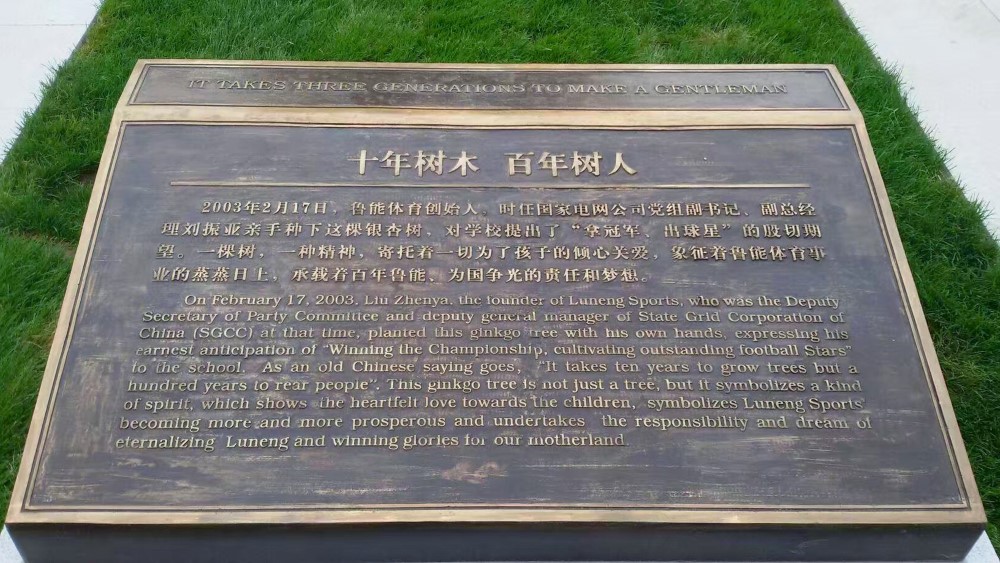 IT TAKES THREE GENERATIONS TO MAKE A GENTLEMAN
十年树木 百年树人
2003年2月17日，鲁能体育创始人、时任国家电网公司党组副书记、副总经
理刘振亚亲手种下这棵银杏树，对学校提出了“拿冠军、出球星”的殷切期
望。一棵树，一种精神，寄托着一切为了孩子的倾心关爱，象征着鲁能体育事
业的蒸蒸日上、承载着百年鲁能、为国争光的责任和梦想。
On February 17, 2003, Liu Zhenya, the founder of Luneng Sports, who was the Deputy
Secretary of Party Committee and deputy general manager of State Grid Corporation of
China (SGCC) at that time, planted this ginkgo tree with his own hands, expressing his
earnest anticipation of "Winning the Championship, cultivating outstanding football Stars"
to the school. As an old Chinese saying goes, "It takes ten years to grow trees but a
hundred years to rear people". This ginkgo tree is not just a tree, but it symbolizes a kind
of spirit, which shows the heartfelt love towards the children, symbolizes Luneng Sports'
becoming more and more prosperous and undertakes the responsibility and dream of
eternalizing Luneng and winning glories for our motherland.